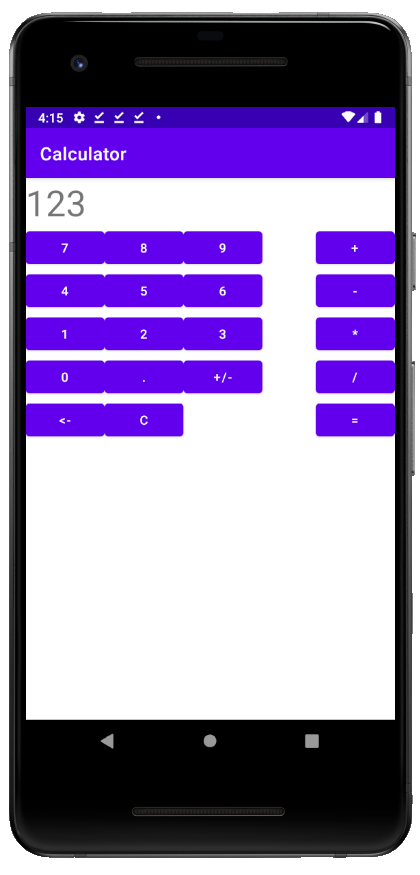 4:15
Calculator
123
7 8 9 +
4 5 6 -
1 2 3 *
0 . +/- /
<- C =